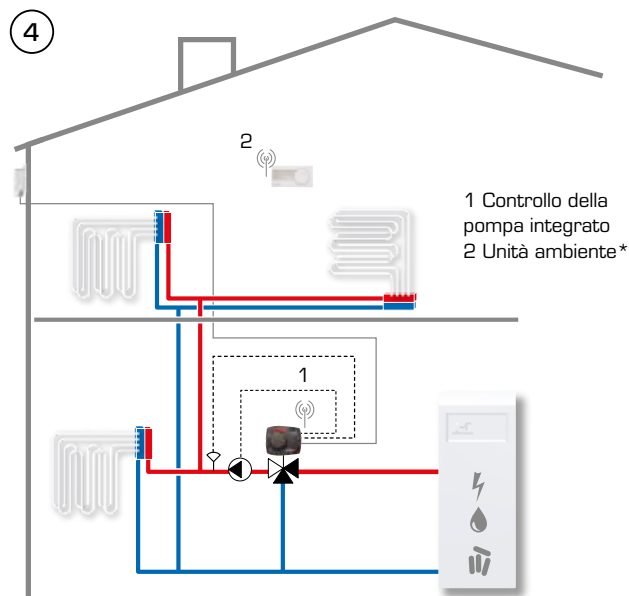 4
2
1 Controllo della
pompa integrato
2 Unità ambiente*
1